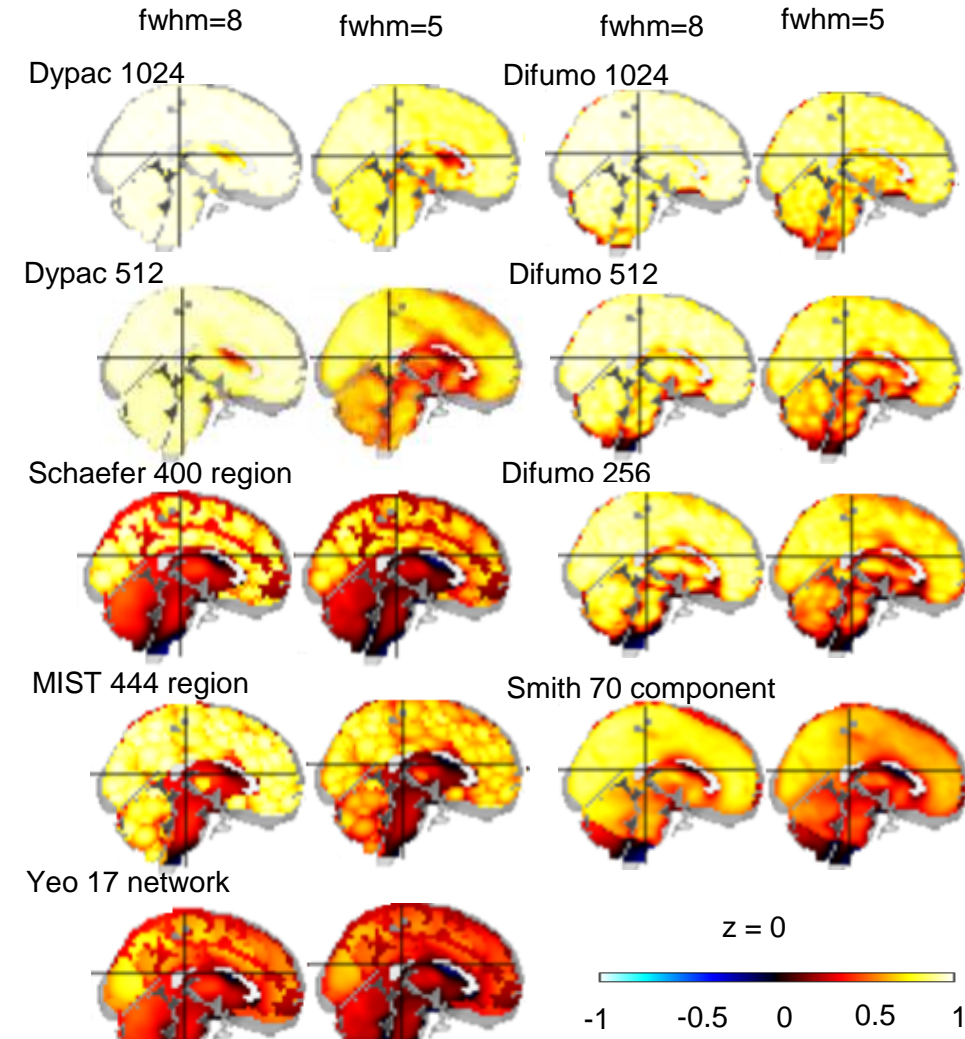 fwhm=8 fwhm=5 fwhm=8 fwhm=5
Dypac 1024 Difumo 1024
Dypac 512 Difumo 512
Schaefer 400 region Difumo 256
MIST 444 region Smith 70 component
Yeo 17 network
z = 0
-1 -0.5 0 0.5 1